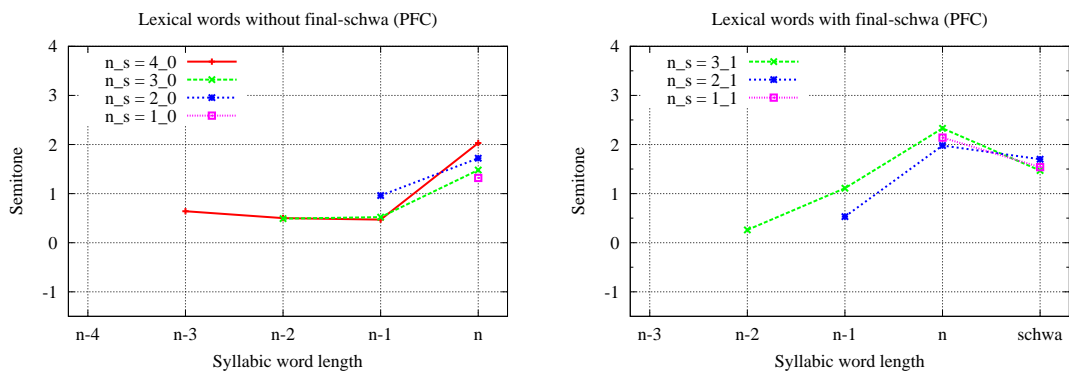 Lexical words without final-schwa (PFC)
4
3
2
1
0
-1
Semitone
n_s = 4_0
n_s = 3_0
n_s = 2_0
n_s = 1_0
n-4 n-3 n-2 n-1 n
Syllabic word length
Lexical words with final-schwa (PFC)
4
3
2
1
0
-1
Semitone
n_s = 3_1
n_s = 2_1
n_s = 1_1
n-3 n-2 n-1 n schwa
Syllabic word length